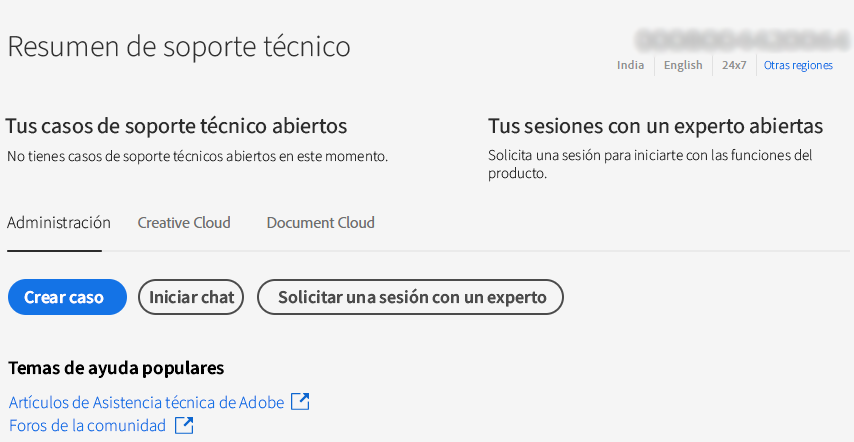 Resumen de soporte técnico
India English 24x7 Otras regiones
Tus casos de soporte técnico abiertos
No tienes casos de soporte técnicos abiertos en este momento.
Tus sesiones con un experto abiertas
Solicita una sesión para iniciarte con las funciones del
producto.
Administración Creative Cloud Document Cloud
Crear caso Iniciar chat Solicitar una sesión con un experto
Temas de ayuda populares
Artículos de Asistencia técnica de Adobe
Foros de la comunidad